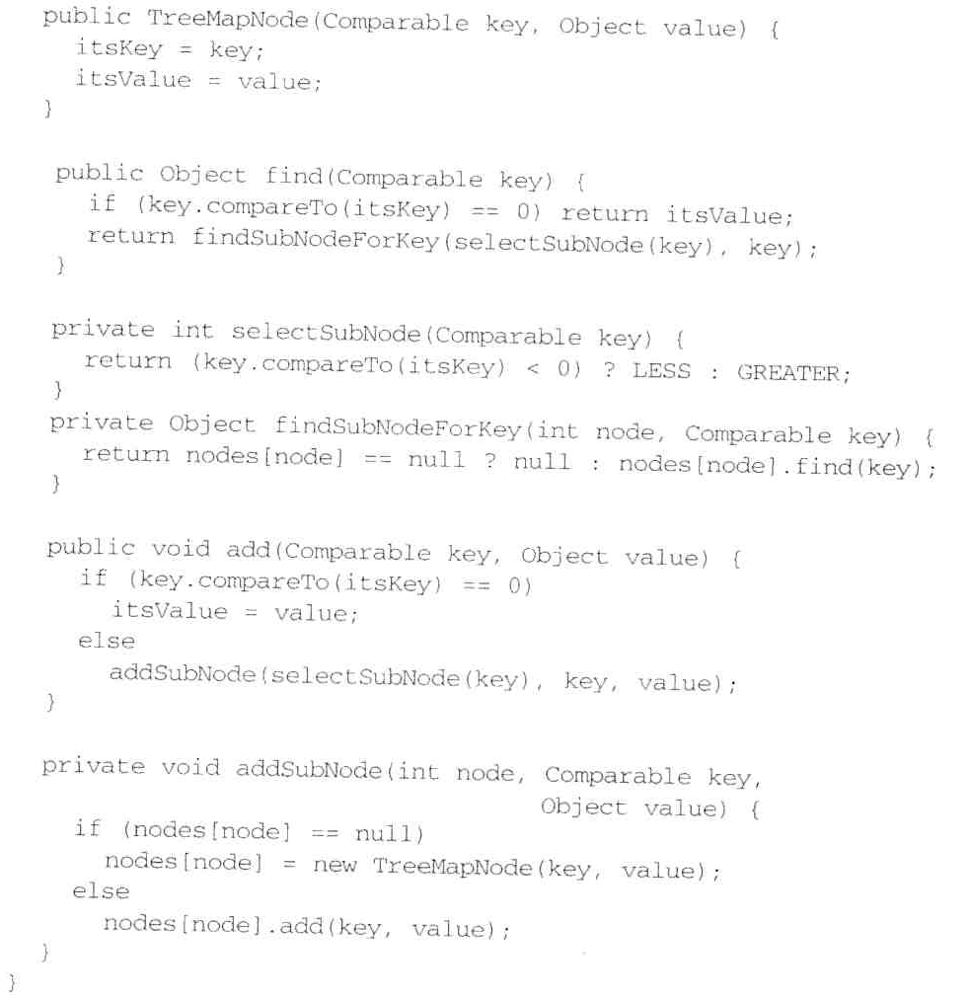 public TreeMapNode(Comparable key, Object value) {
  itsKey = key;
  itsValue = value;
}

public Object find(Comparable key) {
  if (key.compareTo(itsKey) == 0) return itsValue;
  return findSubNodeForKey(selectSubNode(key), key);
}

private int selectSubNode(Comparable key) {
  return (key.compareTo(itsKey) < 0) ? LESS : GREATER;
}
private Object findSubNodeForKey(int node, Comparable key) {
  return nodes[node] == null ? null : nodes[node].find(key);
}

public void add(Comparable key, Object value) {
  if (key.compareTo(itsKey) == 0)
    itsValue = value;
  else
    addSubNode(selectSubNode(key), key, value);
}

private void addSubNode(int node, Comparable key,
                        Object value) {
  if (nodes[node] == null)
    nodes[node] = new TreeMapNode(key, value);
  else
    nodes[node].add(key, value);
}
}